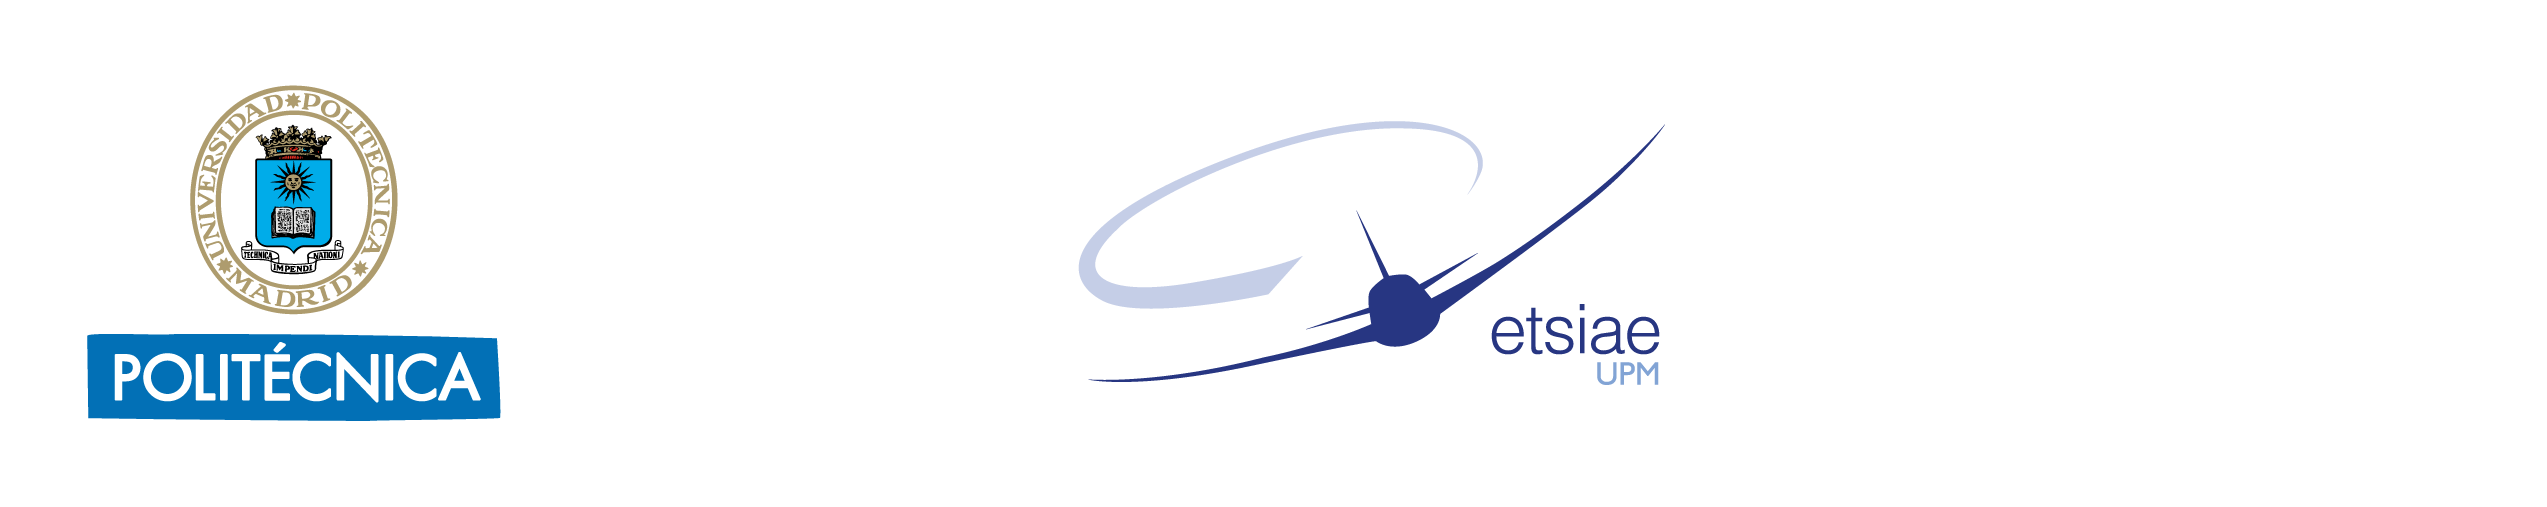 UNIVERSIDAD POLITECNICA
MADRID
TECHNICA IMPENDI NATIONI
POLITÉCNICA
etsiae
UPM